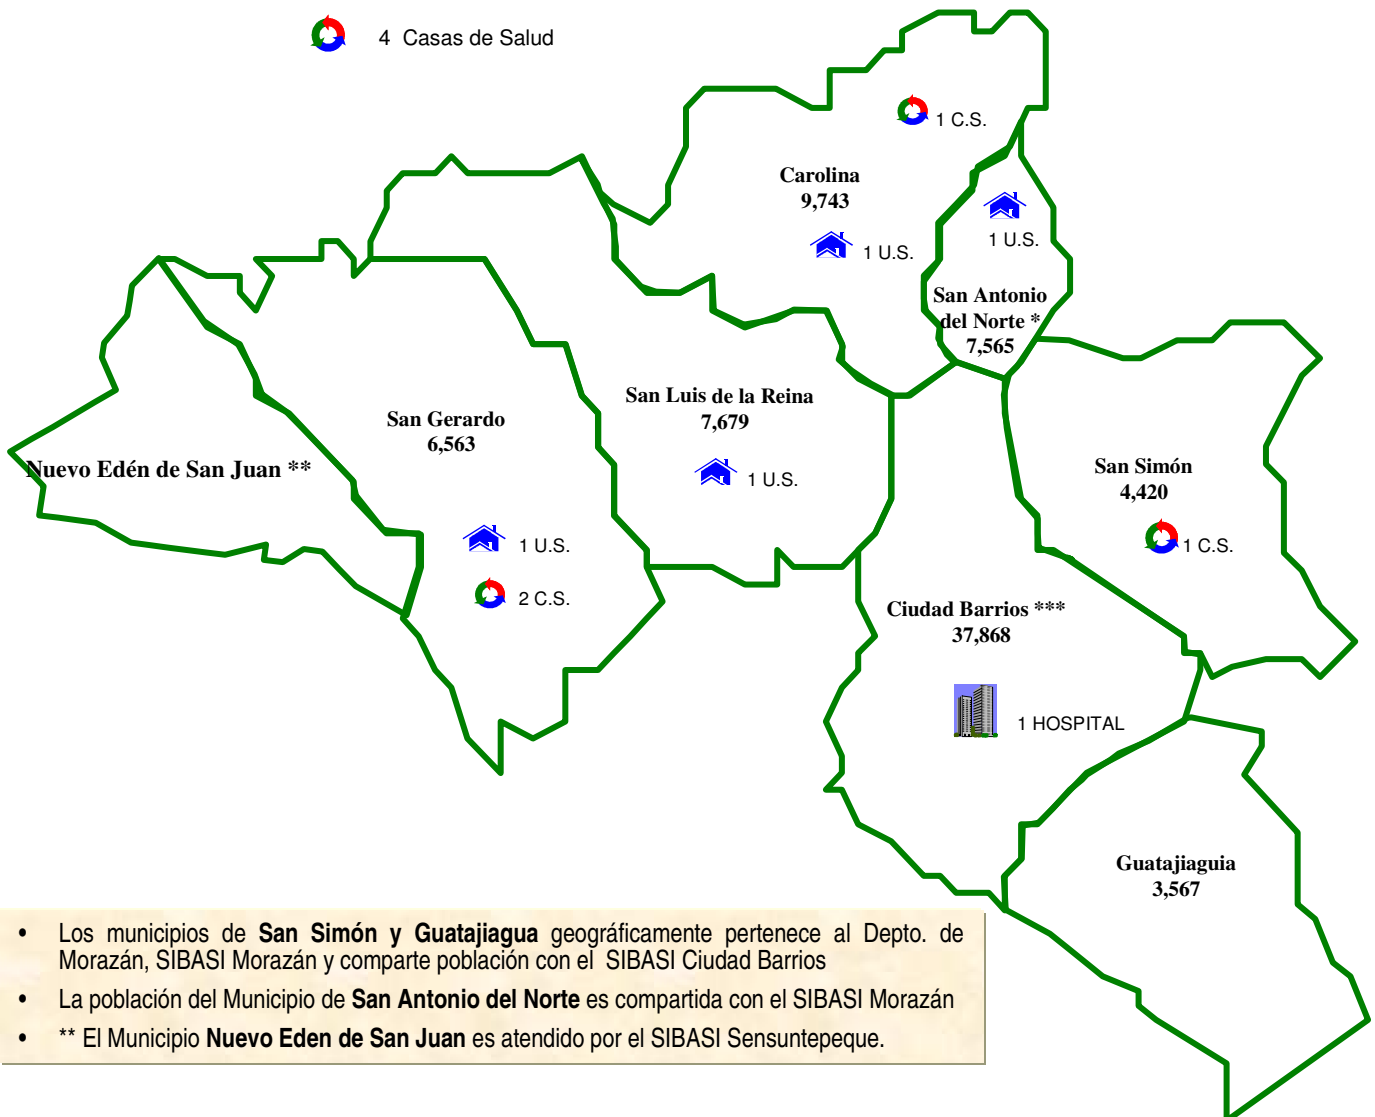 4 Casas de Salud
1 C.S.
Carolina
9,743
1 U.S.
1 U.S.
San Antonio
del Norte *
7,565
San Luis de la Reina
7,679
1 U.S.
San Gerardo
6,563
1 U.S.
2 C.S.
Nuevo Edén de San Juan **
San Simón
4,420
1 C.S.
Ciudad Barrios ***
37,868
1 HOSPITAL
Guatajiaguia
3,567
• Los municipios de San Simón y Guatajiagua geográficamente pertenece al Depto. de
Morazán, SIBASI Morazán y comparte población con el SIBASI Ciudad Barrios
• La población del Municipio de San Antonio del Norte es compartida con el SIBASI Morazán
• ** El Municipio Nuevo Eden de San Juan es atendido por el SIBASI Sensuntepeque.